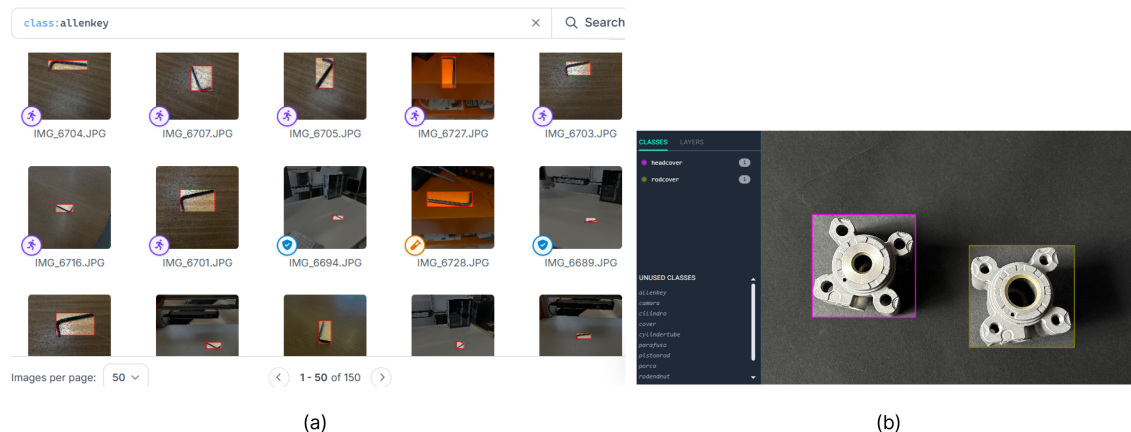 class:allenkey
× Search
IMG_6704.JPG IMG_6707.JPG IMG_6705.JPG IMG_6727.JPG IMG_6703.JPG
IMG_6716.JPG IMG_6701.JPG IMG_6694.JPG IMG_6728.JPG IMG_6689.JPG
Images per page: 50 1 - 50 of 150
(a)
CLASSES LAYERS
headcover 1
rodcover 1
UNUSED CLASSES
allenkey
camara
cilindro
cover
cylindertube
parafuso
pistonrod
porca
rodendnut
(b)